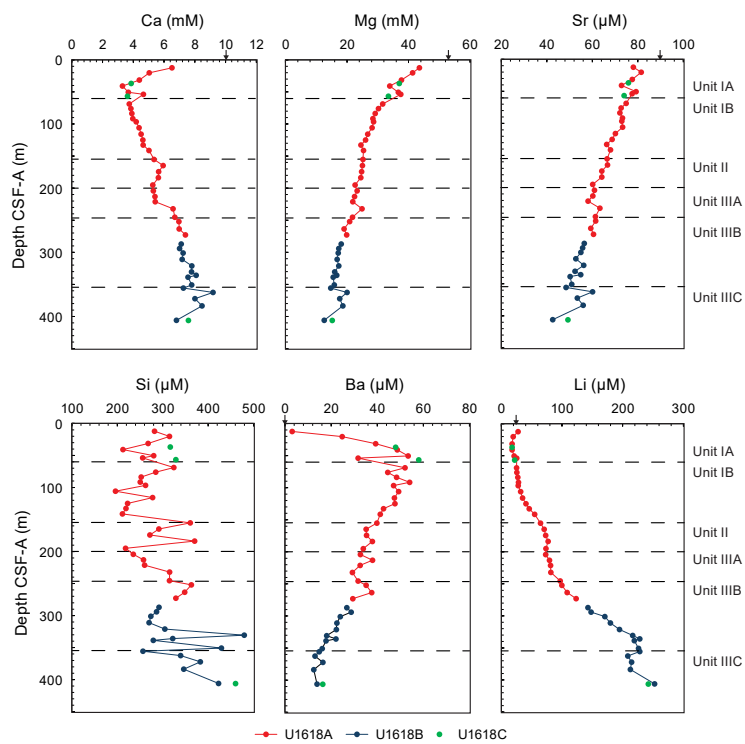 Ca (mM)
Mg (mM)
Sr (µM)
0 2 4 6 8 10 12
0 20 40 60
20 40 60 80 100
Depth CSF-A (m)
0
100
200
300
400
Unit IA
Unit IB
Unit II
Unit IIIA
Unit IIIB
Unit IIIC
Si (µM)
Ba (µM)
Li (µM)
100 200 300 400 500
0 20 40 60 80
0 100 200 300
Depth CSF-A (m)
0
100
200
300
400
Unit IA
Unit IB
Unit II
Unit IIIA
Unit IIIB
Unit IIIC
U1618A U1618B U1618C